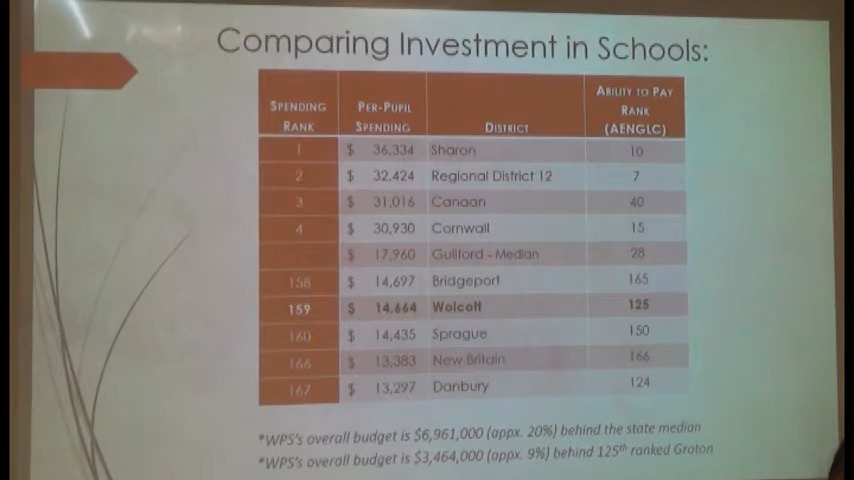 Comparing Investment in Schools:
SPENDING RANK PER-PUPIL SPENDING DISTRICT ABILITY TO PAY RANK (AENGLC)
1 $ 36,334 Sharon 10
2 $ 32,424 Regional District 12 7
3 $ 31,016 Canaan 40
4 $ 30,930 Cornwall 15
$ 17,960 Guilford - Median 28
158 $ 14,697 Bridgeport 165
159 $ 14,664 Wolcott 125
160 $ 14,435 Sprague 150
166 $ 13,383 New Britain 166
167 $ 13,297 Danbury 124
*WPS's overall budget is $6,961,000 (appx. 20%) behind the state median
*WPS's overall budget is $3,464,000 (appx. 9%) behind 125th ranked Groton